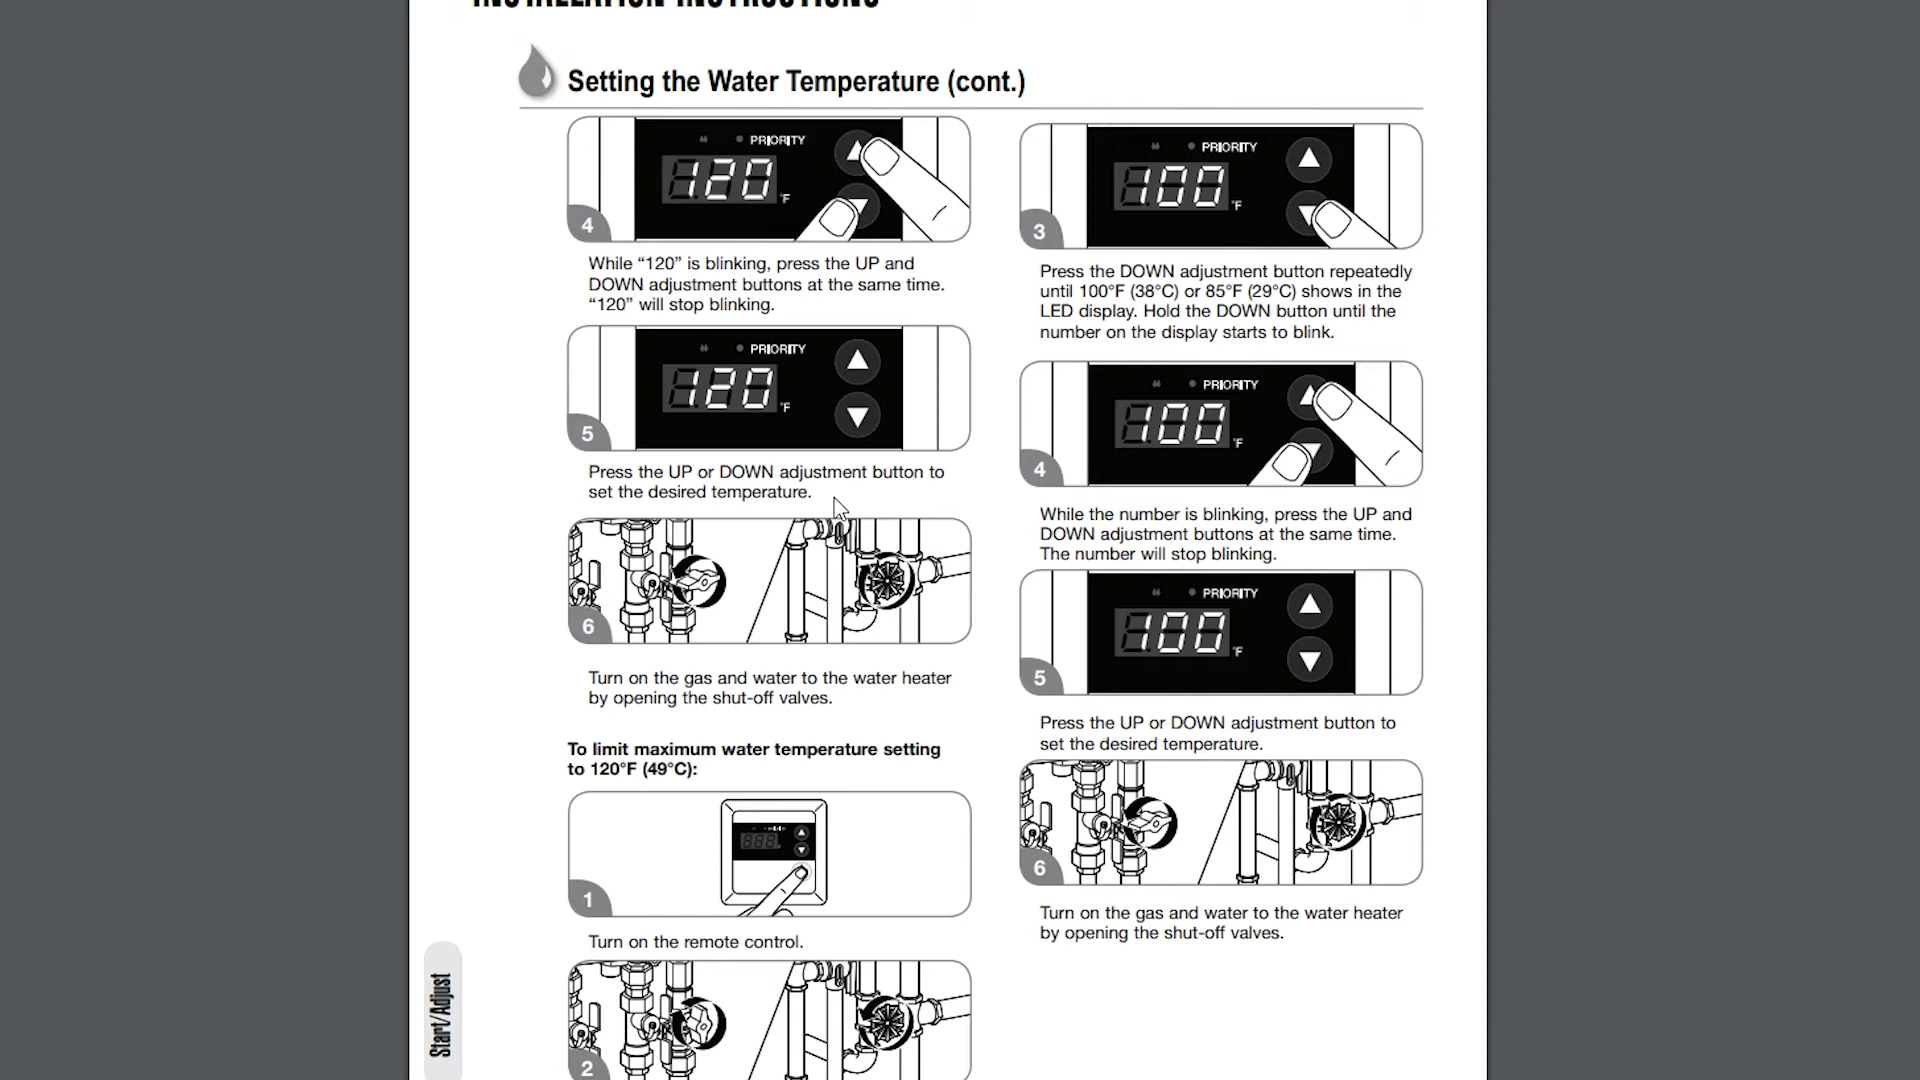 INSTALLATION INSTRUCTIONS
Setting the Water Temperature (cont.)
PRIORITY
120 °F
4
While “120” is blinking, press the UP and
DOWN adjustment buttons at the same time.
“120” will stop blinking.
PRIORITY
120 °F
5
Press the UP or DOWN adjustment button to
set the desired temperature.
6
Turn on the gas and water to the water heater
by opening the shut-off valves.
To limit maximum water temperature setting
to 120°F (49°C):
1
Turn on the remote control.
2
PRIORITY
100 °F
3
Press the DOWN adjustment button repeatedly
until 100°F (38°C) or 85°F (29°C) shows in the
LED display. Hold the DOWN button until the
number on the display starts to blink.
PRIORITY
100 °F
4
While the number is blinking, press the UP and
DOWN adjustment buttons at the same time.
The number will stop blinking.
PRIORITY
100 °F
5
Press the UP or DOWN adjustment button to
set the desired temperature.
6
Turn on the gas and water to the water heater
by opening the shut-off valves.
Start/Adjust